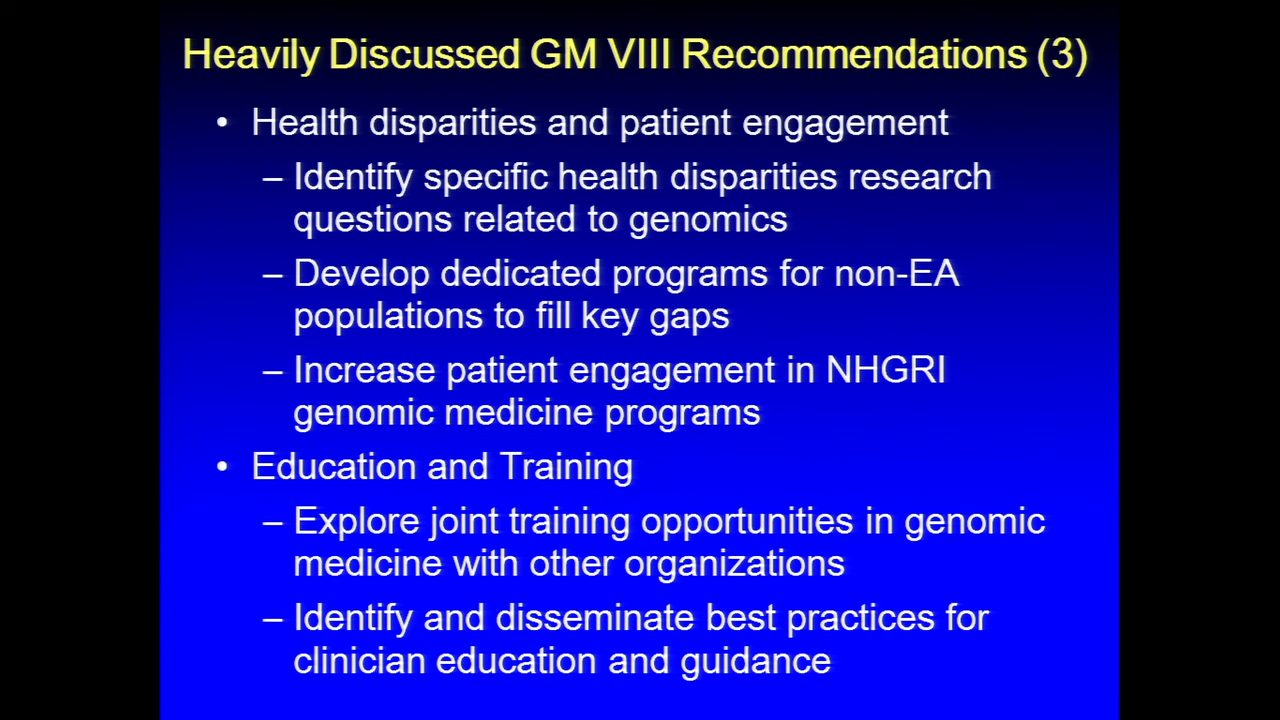 Heavily Discussed GM VIII Recommendations (3)
• Health disparities and patient engagement
– Identify specific health disparities research
questions related to genomics
– Develop dedicated programs for non-EA
populations to fill key gaps
– Increase patient engagement in NHGRI
genomic medicine programs
• Education and Training
– Explore joint training opportunities in genomic
medicine with other organizations
– Identify and disseminate best practices for
clinician education and guidance